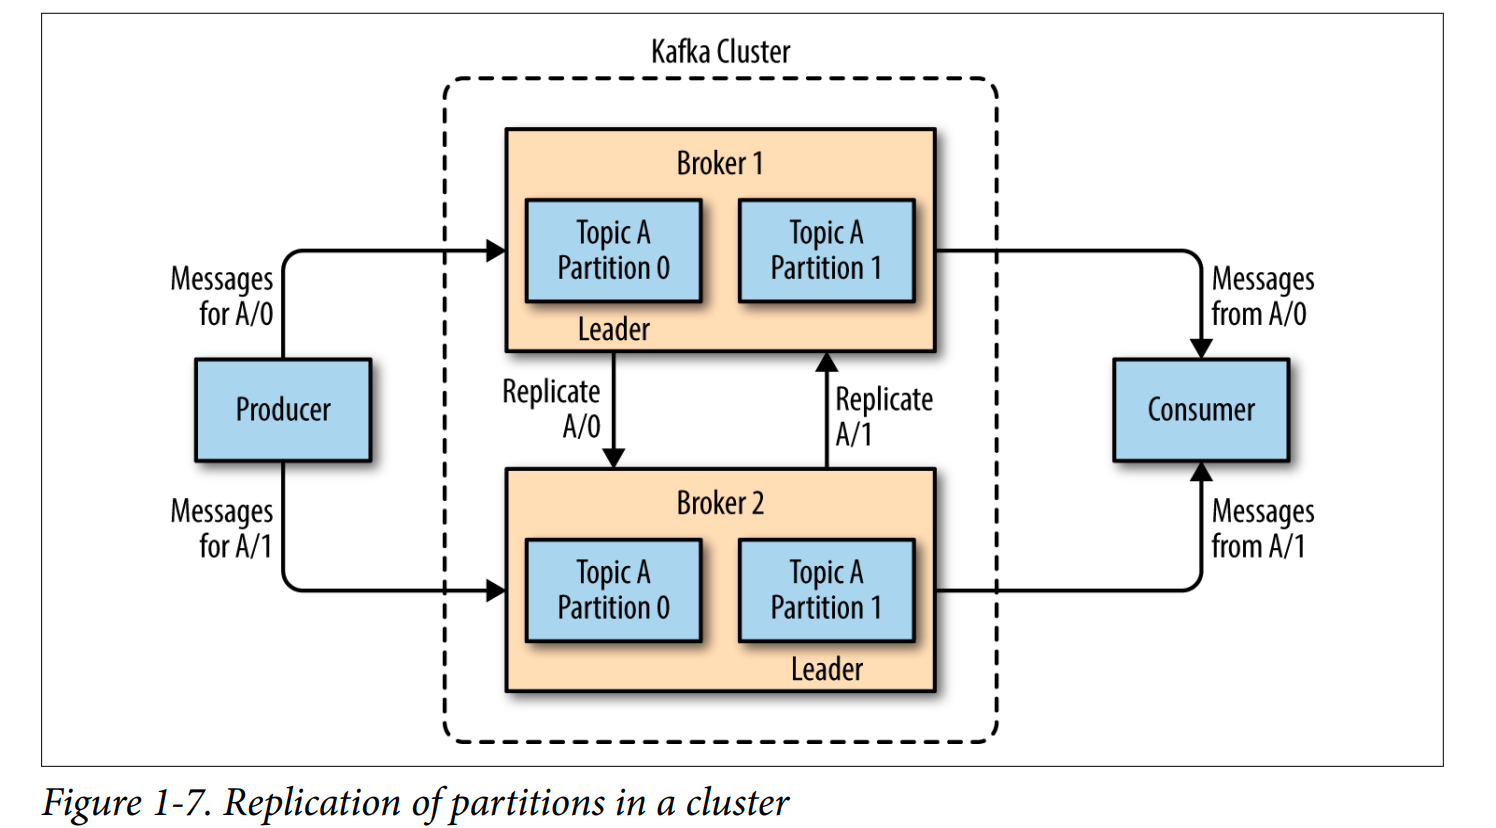 Kafka Cluster
Broker 1
Topic A
Partition 0
Topic A
Partition 1
Leader
Messages
for A/0
Messages
from A/0
Replicate
A/0
Replicate
A/1
Producer
Consumer
Messages
for A/1
Messages
from A/1
Broker 2
Topic A
Partition 0
Topic A
Partition 1
Leader
Figure 1-7. Replication of partitions in a cluster